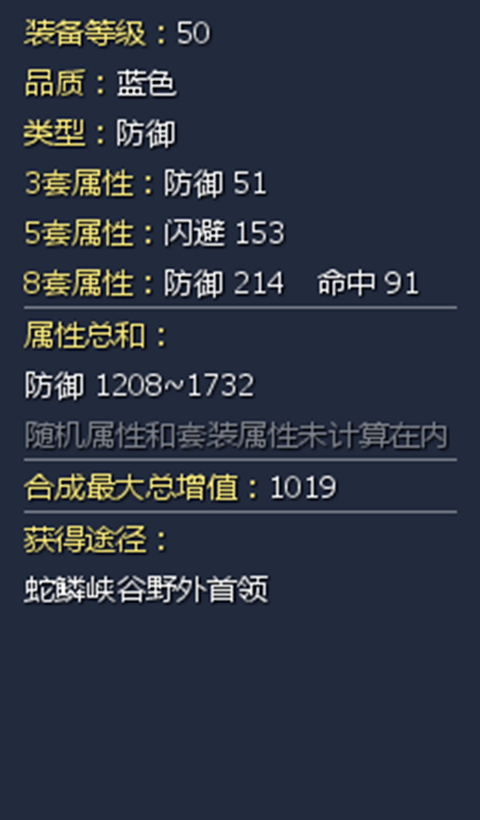 装备等级：50
品质：蓝色
类型：防御
3套属性：防御 51
5套属性：闪避 153
8套属性：防御 214 命中 91
属性总和：
防御 1208~1732
随机属性和套装属性未计算在内
合成最大总增值：1019
获得途径：
蛇鳞峡谷野外首领